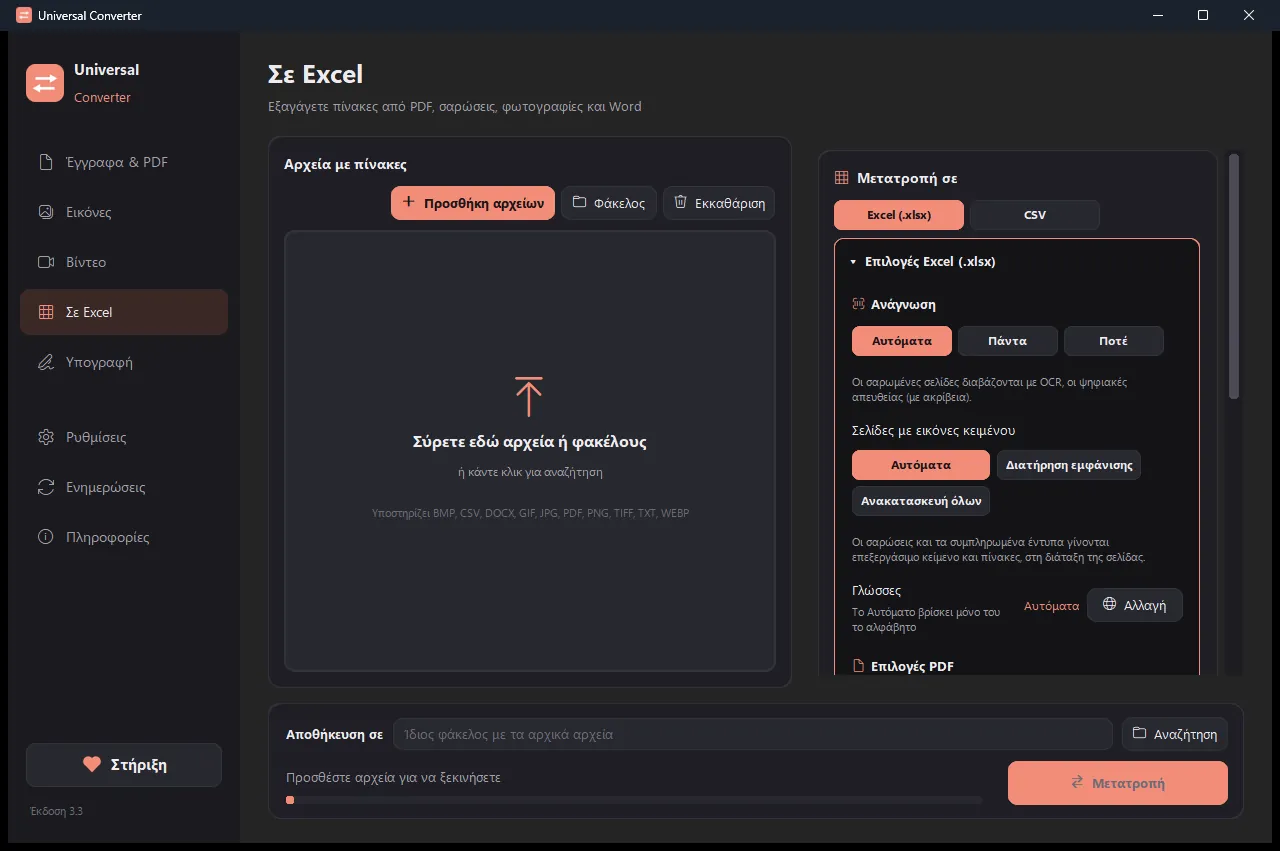 Universal Converter
Universal
Converter
Έγγραφα & PDF
Εικόνες
Βίντεο
Σε Excel
Υπογραφή
Ρυθμίσεις
Ενημερώσεις
Πληροφορίες
Στήριξη
Έκδοση 3.3
Σε Excel
Εξαγάγετε πίνακες από PDF, σαρώσεις, φωτογραφίες και Word
Αρχεία με πίνακες
Προσθήκη αρχείων
Φάκελος
Εκκαθάριση
Σύρετε εδώ αρχεία ή φακέλους
ή κάντε κλικ για αναζήτηση
Υποστηρίζει BMP, CSV, DOCX, GIF, JPG, PDF, PNG, TIFF, TXT, WEBP
Μετατροπή σε
Excel (.xlsx)
CSV
Επιλογές Excel (.xlsx)
Ανάγνωση
Αυτόματα
Πάντα
Ποτέ
Οι σαρωμένες σελίδες διαβάζονται με OCR, οι ψηφιακές
απευθείας (με ακρίβεια).
Σελίδες με εικόνες κειμένου
Αυτόματα
Διατήρηση εμφάνισης
Ανακατασκευή όλων
Οι σαρώσεις και τα συμπληρωμένα έντυπα γίνονται
επεξεργάσιμο κείμενο και πίνακες, στη διάταξη της σελίδας.
Γλώσσες
Το Αυτόματο βρίσκει μόνο του
το αλφάβητο
Αυτόματα
Αλλαγή
Επιλογές PDF
Αποθήκευση σε
Ίδιος φάκελος με τα αρχικά αρχεία
Αναζήτηση
Προσθέστε αρχεία για να ξεκινήσετε
Μετατροπή